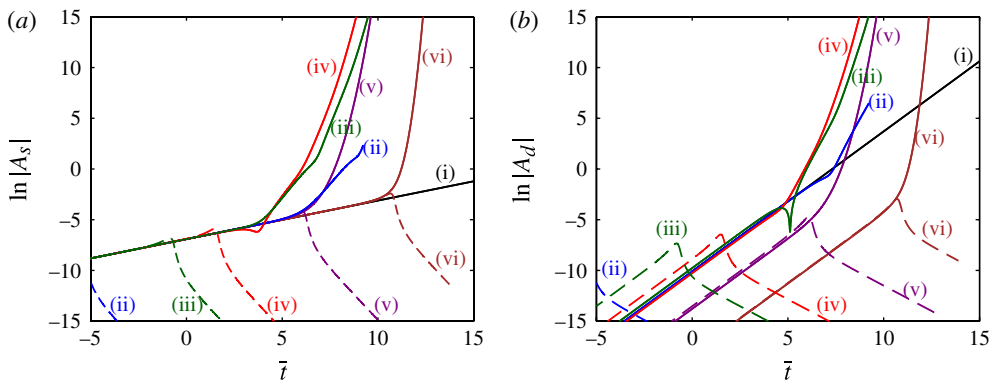 (a)
15
10
5
0
−5
−10
−15
ln |A_s|
−5
0
5
10
15
t̄
(iv)
(v)
(vi)
(iii)
(ii)
(i)
(ii)
(iii)
(iv)
(v)
(vi)
(b)
15
10
5
0
−5
−10
−15
ln |A_d|
−5
0
5
10
15
t̄
(iv)
(v)
(i)
(iii)
(ii)
(vi)
(iii)
(ii)
(iv)
(v)
(vi)